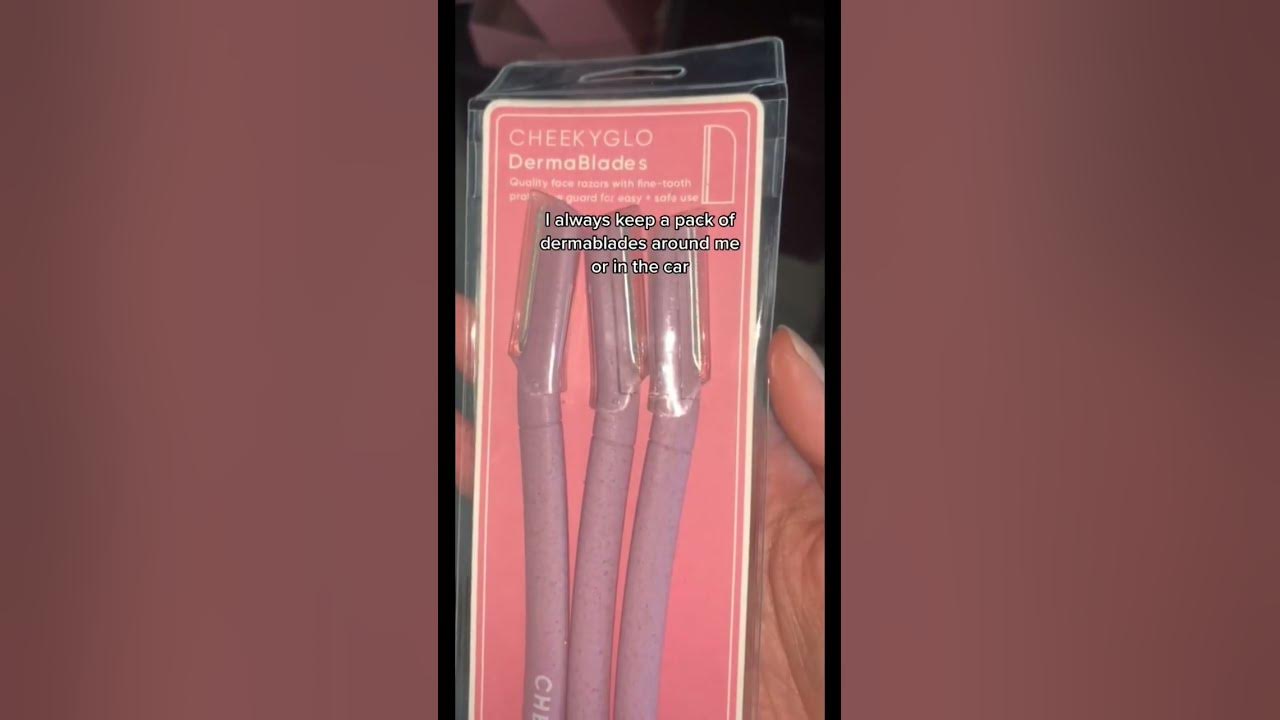 CHEEKYGLO
DermaBlades
Quality face razors with fine-tooth
guard for easy + safe use
I always keep a pack of
dermablades around me
or in the car
CHE